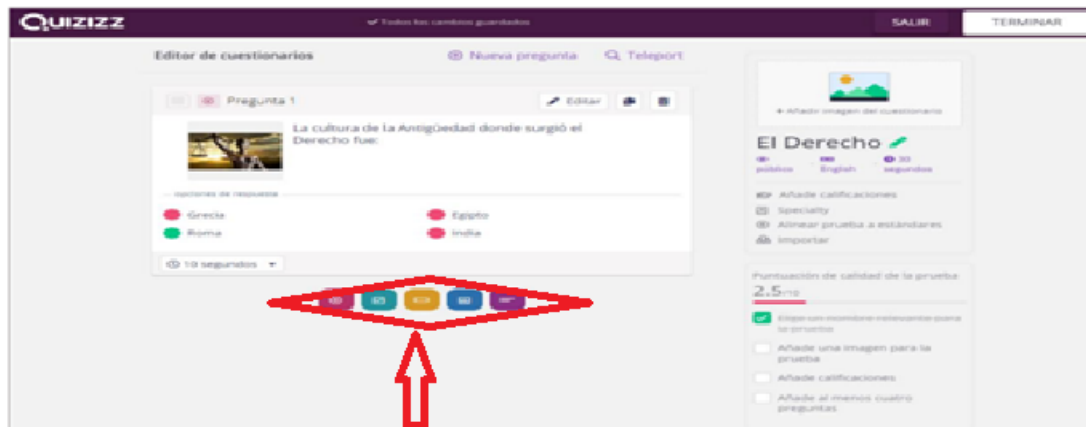 Quizizz
Todos los cambios guardados
SALIR
TERMINAR
Editor de cuestionarios
Nueva pregunta
Teleport
Pregunta 1
Editar
La cultura de la Antigüedad donde surgió el
Derecho fue:
opciones de respuesta
Grecia
Egipto
Roma
India
10 segundos
Añadir imagen del cuestionario
El Derecho
público
English
30
segundos
Añade calificaciones
Specialty
Alinear prueba a estándares
Importar
Puntuación de calidad de la prueba
2.5/10
Elige un nombre relevante para
la prueba
Añade una imagen para la
prueba
Añade calificaciones
Añade al menos cuatro
preguntas